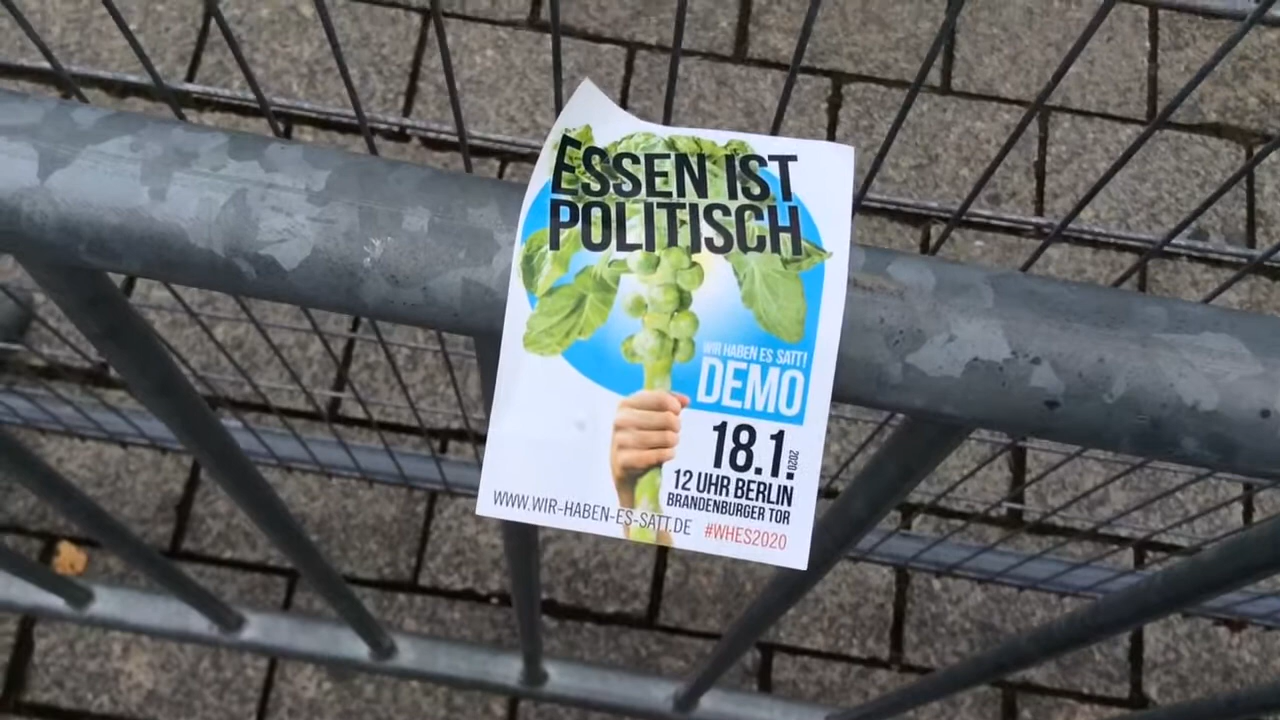 ESSEN IST
POLITISCH
WIR HABEN ES SATT!
DEMO
18.1.
2020
12 UHR BERLIN
BRANDENBURGER TOR
WWW.WIR-HABEN-ES-SATT.DE
#WHES2020